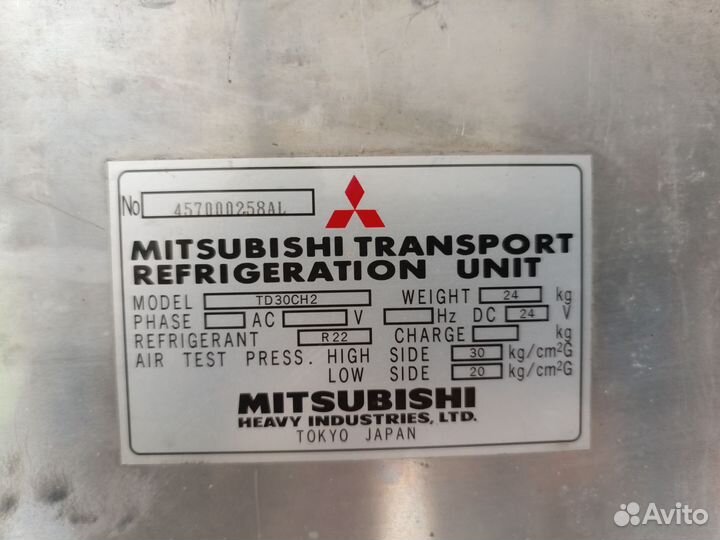 No 457000258AL
MITSUBISHI TRANSPORT
REFRIGERATION UNIT
MODEL TD30CH2 WEIGHT 24 kg
PHASE AC V Hz DC 24 V
REFRIGERANT R22 CHARGE kg
AIR TEST PRESS. HIGH SIDE 30 kg/cm²G
LOW SIDE 20 kg/cm²G
MITSUBISHI
HEAVY INDUSTRIES, LTD.
TOKYO JAPAN
Avito